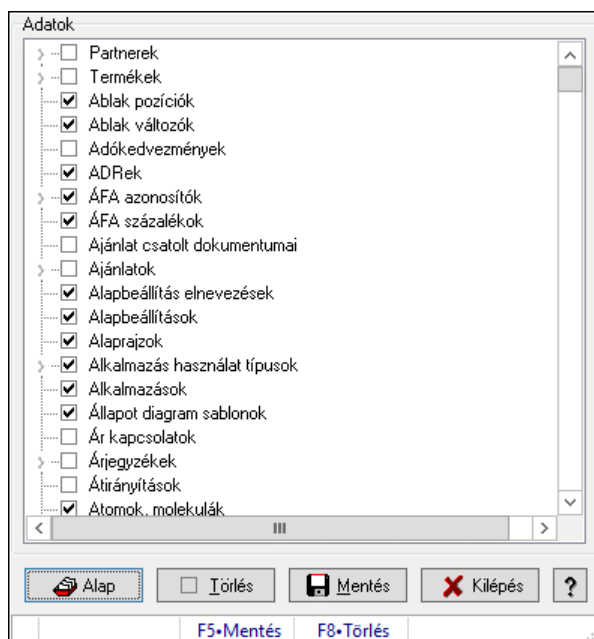 Adatok
Partnerek
Termékek
Ablak pozíciók
Ablak változók
Adókedvezmények
ADRek
ÁFA azonosítók
ÁFA százalékok
Ajánlat csatolt dokumentumai
Ajánlatok
Alapbeállítás elnevezések
Alapbeállítások
Alaprajzok
Alkalmazás használat típusok
Alkalmazások
Állapot diagram sablonok
Ár kapcsolatok
Árjegyzékek
Átirányítások
Atomok, molekulák
Alap Törlés Mentés Kilépés ?
F5•Mentés F8•Törlés